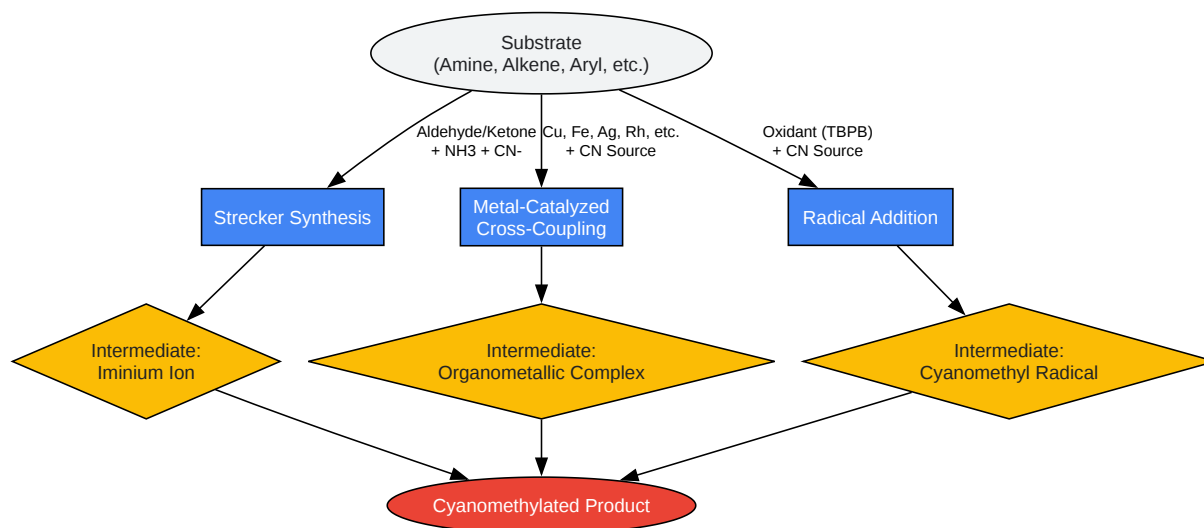 Substrate
(Amine, Alkene, Aryl, etc.)
Aldehyde/Ketone
+ NH3 + CN-
Cu, Fe, Ag, Rh, etc.
+ CN Source
Oxidant (TBPB)
+ CN Source
Strecker Synthesis
Metal-Catalyzed
Cross-Coupling
Radical Addition
Intermediate:
Iminium Ion
Intermediate:
Organometallic Complex
Intermediate:
Cyanomethyl Radical
Cyanomethylated Product